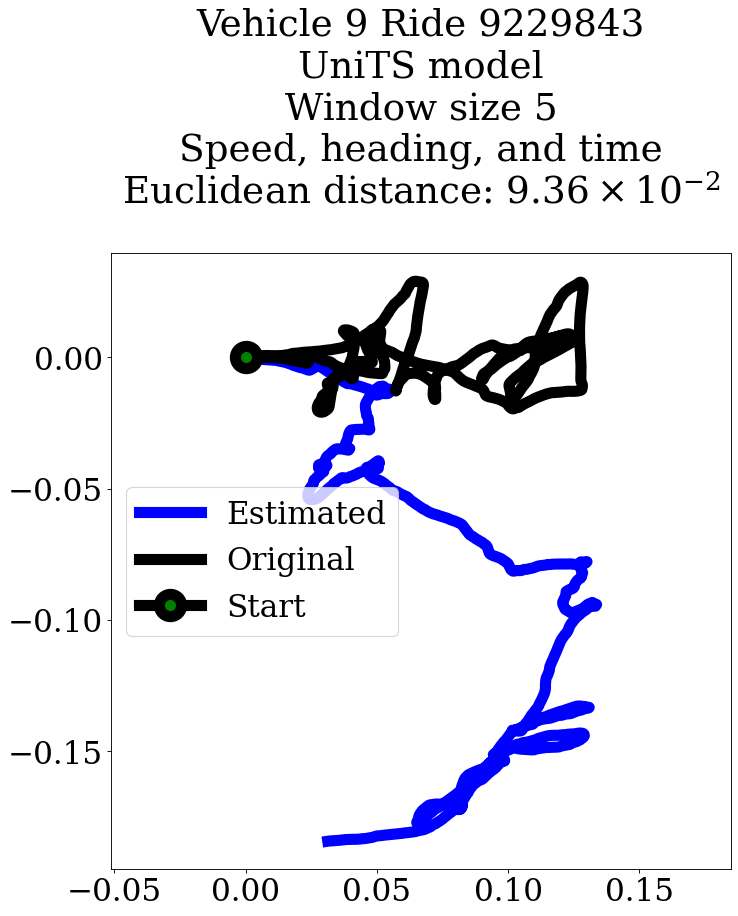 Vehicle 9 Ride 9229843
UniTS model
Window size 5
Speed, heading, and time
Euclidean distance: 9.36 × 10⁻²
0.00
−0.05
−0.10
−0.15
Estimated
Original
Start
−0.05 0.00 0.05 0.10 0.15